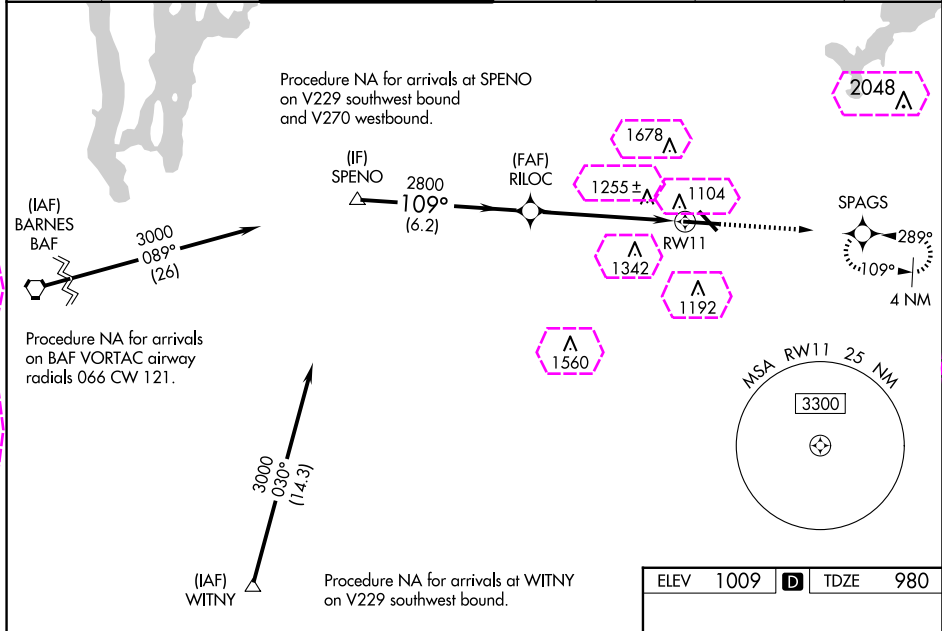 Procedure NA for arrivals at SPENO
on V229 southwest bound
and V270 westbound.
2048
1678
(IF)
SPENO
2800
109°
(6.2)
(FAF)
RILOC
1255 ±
1104
RW11
SPAGS
289°
109°
4 NM
(IAF)
BARNES
BAF
3000
089°
(26)
1342
1192
1560
Procedure NA for arrivals
on BAF VORTAC airway
radials 066 CW 121.
MSA RW11 25 NM
3300
3000
030°
(14.3)
(IAF)
WITNY
Procedure NA for arrivals at WITNY
on V229 southwest bound.
ELEV 1009 D TDZE 980